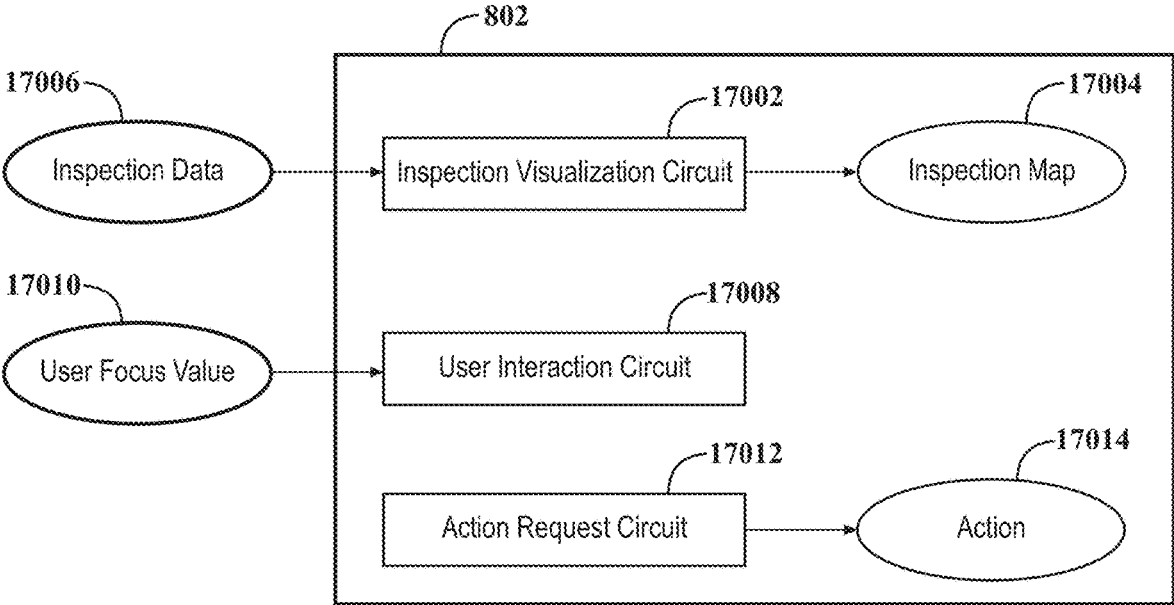 802
17006
17002
17004
Inspection Data
Inspection Visualization Circuit
Inspection Map
17010
17008
User Focus Value
User Interaction Circuit
17012
17014
Action Request Circuit
Action